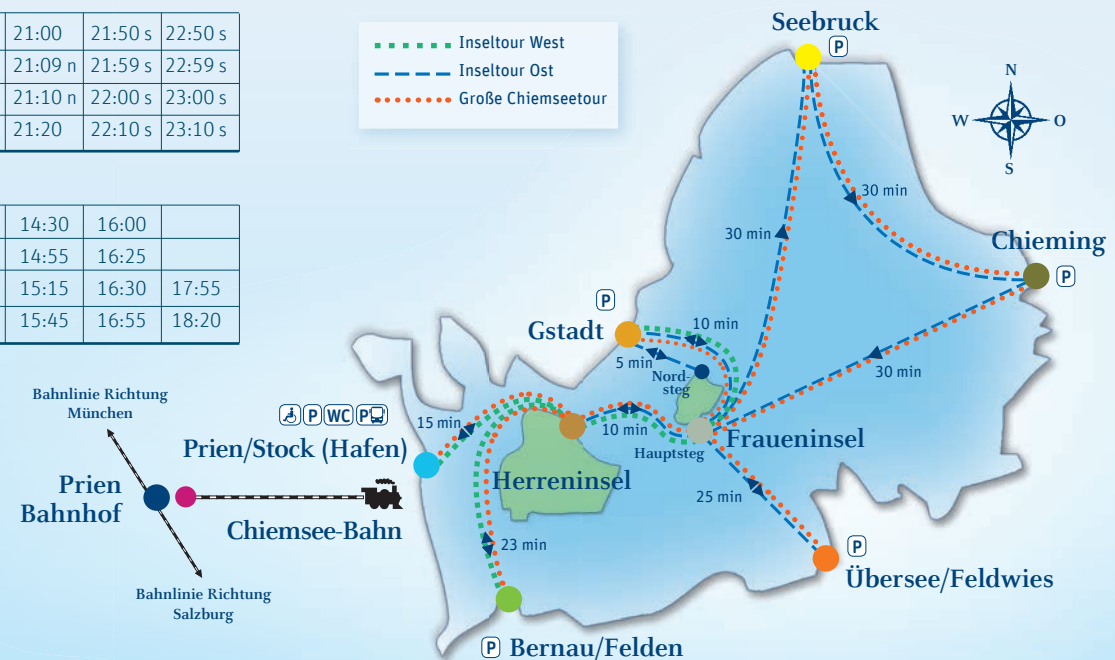 21:00 21:50 s 22:50 s
21:09 n 21:59 s 22:59 s
21:10 n 22:00 s 23:00 s
21:20 22:10 s 23:10 s
14:30 16:00
14:55 16:25
15:15 16:30 17:55
15:45 16:55 18:20
Inseltour West
Inseltour Ost
Große Chiemseetour
Seebruck
P
N
W O
S
30 min
30 min
Chieming
P
P
Gstadt
10 min
5 min
Nord-
steg
30 min
Bahnlinie Richtung
München
P WC P
15 min
Prien/Stock (Hafen)
10 min
Fraueninsel
Hauptsteg
Herreninsel
Prien
Bahnhof
Chiemsee-Bahn
25 min
23 min
P
Übersee/Feldwies
Bahnlinie Richtung
Salzburg
P Bernau/Felden